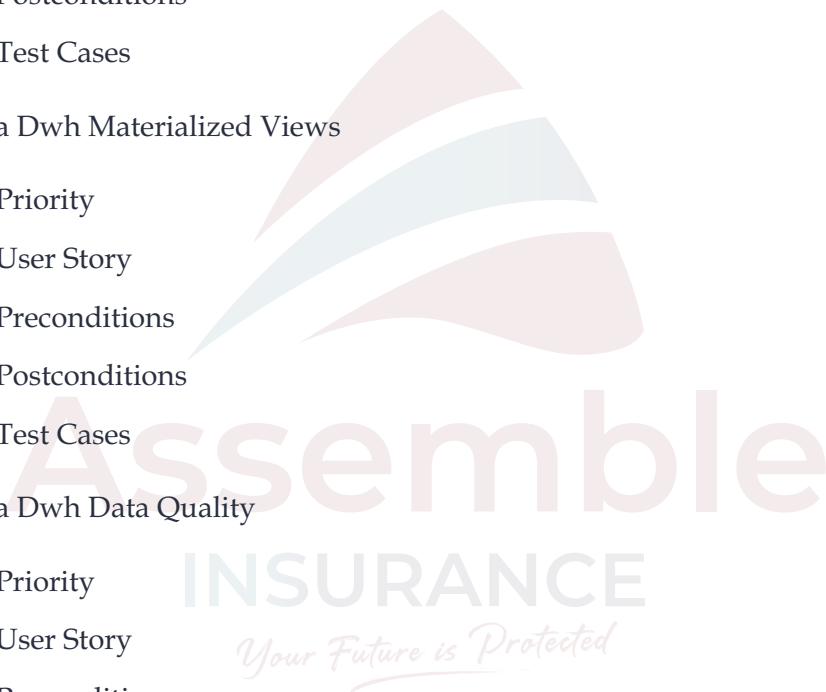 Postconditions
Test Cases
a Dwh Materialized Views
Priority
User Story
Preconditions
Postconditions
Test Cases
Assemble
a Dwh Data Quality
INSURANCE
Priority
User Story
Your Future is Protected
Preconditions